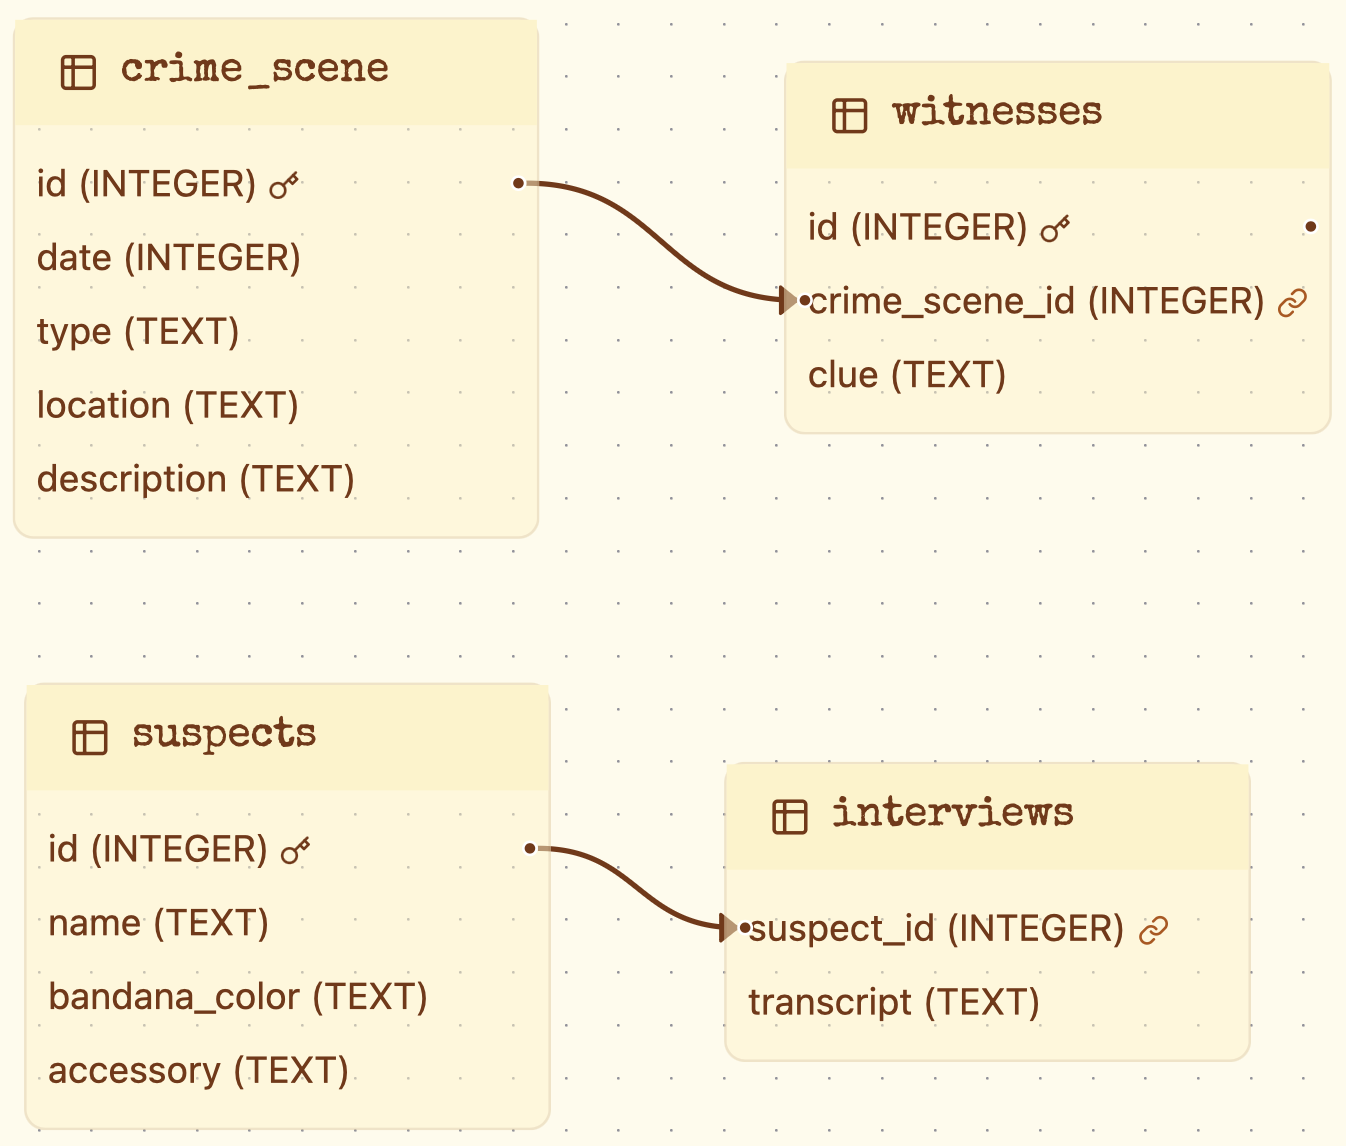 crime_scene
id (INTEGER)
date (INTEGER)
type (TEXT)
location (TEXT)
description (TEXT)
witnesses
id (INTEGER)
crime_scene_id (INTEGER)
clue (TEXT)
suspects
id (INTEGER)
name (TEXT)
bandana_color (TEXT)
accessory (TEXT)
interviews
suspect_id (INTEGER)
transcript (TEXT)